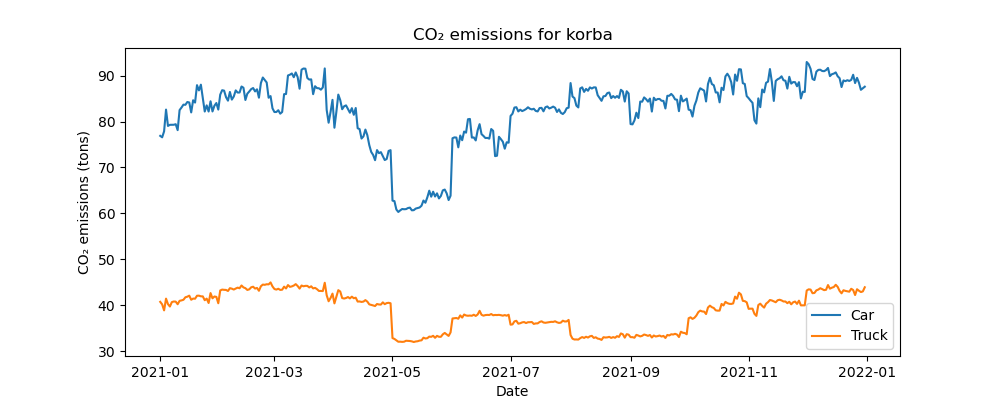 CO₂ emissions for korba
CO₂ emissions (tons)
90
80
70
60
50
40
30
2021-01
2021-03
2021-05
2021-07
2021-09
2021-11
2022-01
Date
Car
Truck